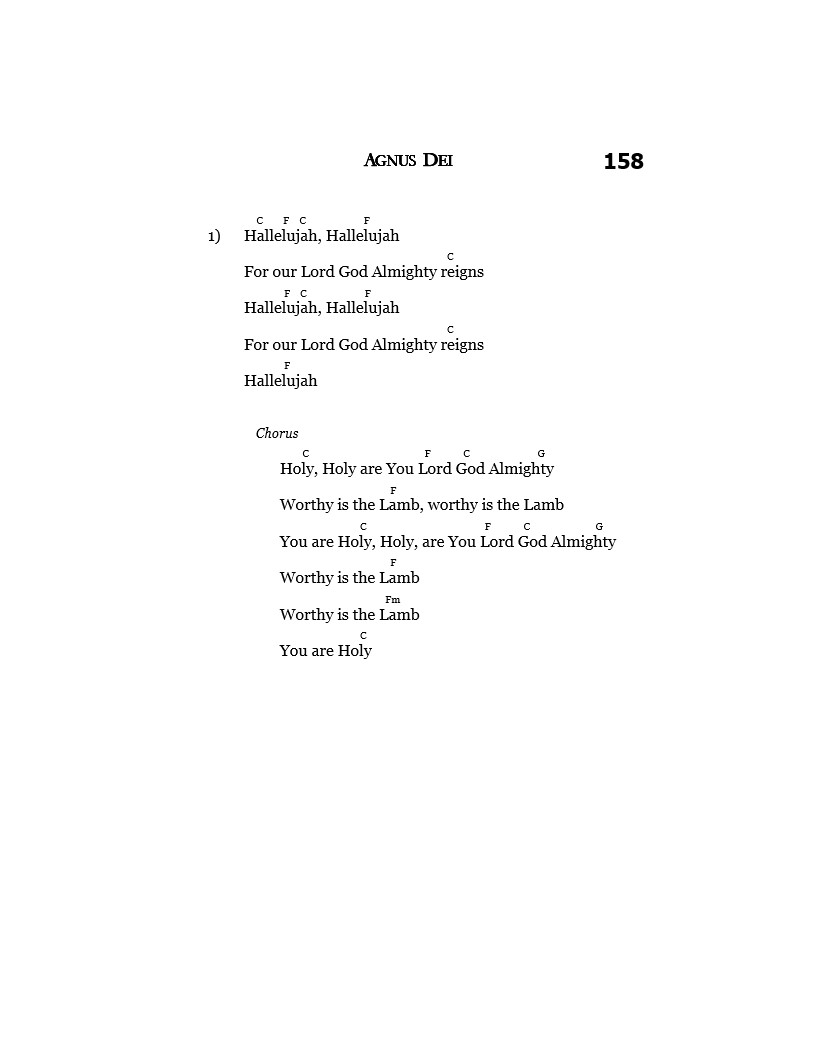 Agnus Dei 158
C F C F
1) Hallelujah, Hallelujah
C
For our Lord God Almighty reigns
F C F
Hallelujah, Hallelujah
C
For our Lord God Almighty reigns
F
Hallelujah
Chorus
C F C G
Holy, Holy are You Lord God Almighty
F
Worthy is the Lamb, worthy is the Lamb
C F C G
You are Holy, Holy, are You Lord God Almighty
F
Worthy is the Lamb
Fm
Worthy is the Lamb
C
You are Holy